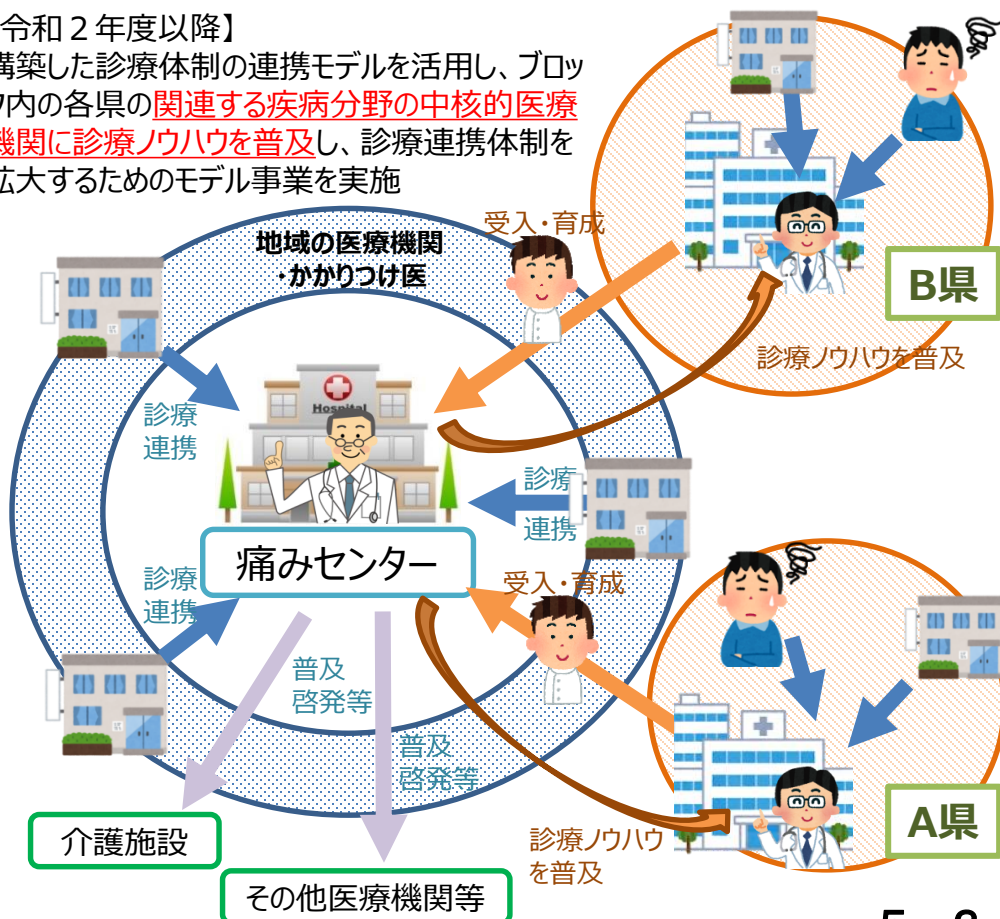 令和２年度以降】
構築した診療体制の連携モデルを活用し、ブロッ
ク内の各県の関連する疾病分野の中核的医療
機関に診療ノウハウを普及し、診療連携体制を
拡大するためのモデル事業を実施
地域の医療機関
・かかりつけ医
受入・育成
B県
診療ノウハウを普及
診療
連携
Hospital
診療
連携
痛みセンター
診療
連携
受入・育成
普及
啓発等
普及
啓発等
介護施設
その他医療機関等
診療ノウハウ
を普及
A県